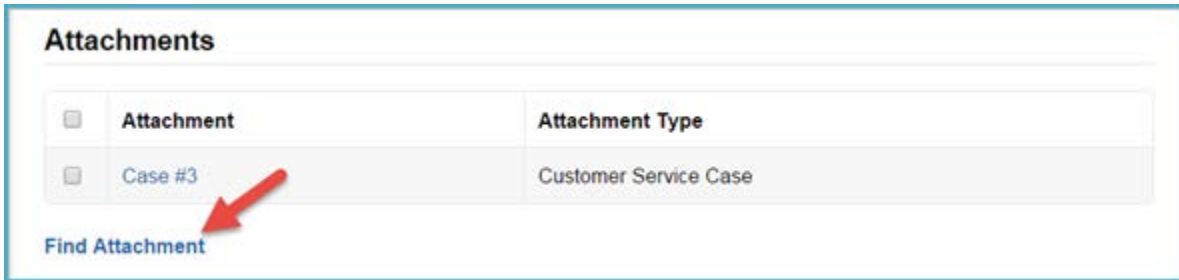 Attachments
Attachment Attachment Type
Case #3 Customer Service Case
Find Attachment